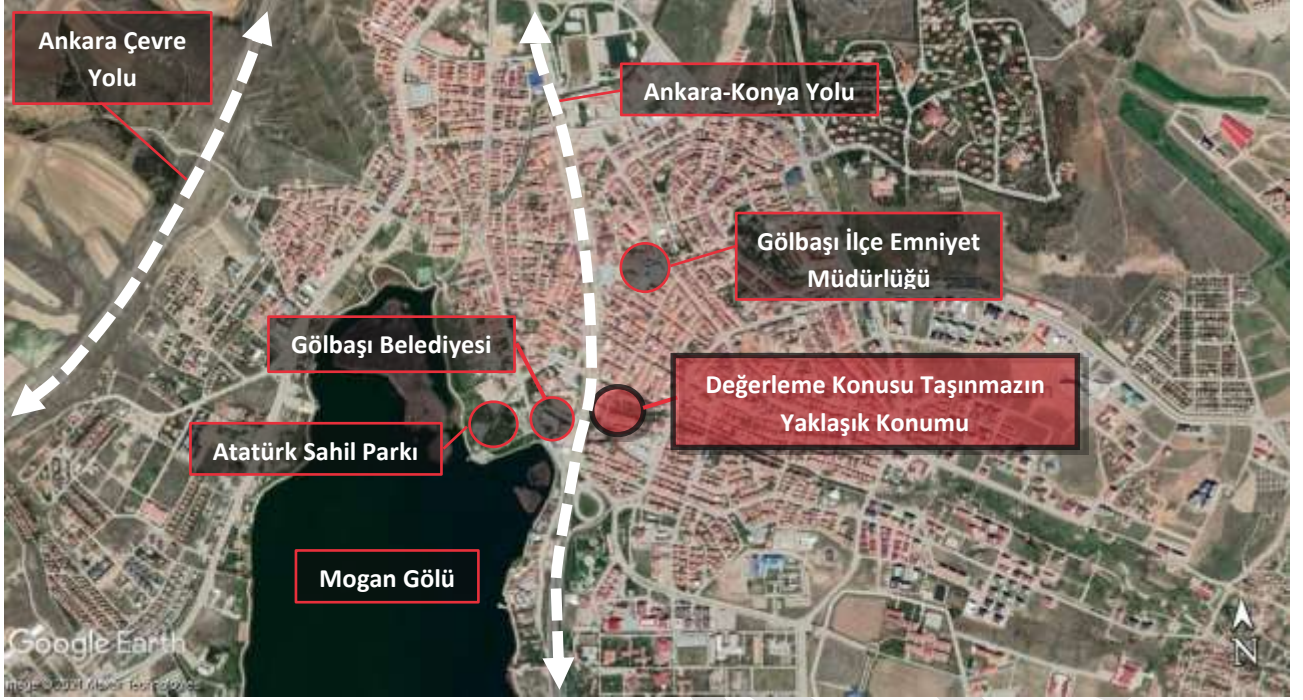 Ankara Çevre
Yolu
Ankara-Konya Yolu
Gölbaşı İlçe Emniyet
Müdürlüğü
Gölbaşı Belediyesi
Değerleme Konusu Taşınmazın
Yaklaşık Konumu
Atatürk Sahil Parkı
Mogan Gölü
Google Earth
N